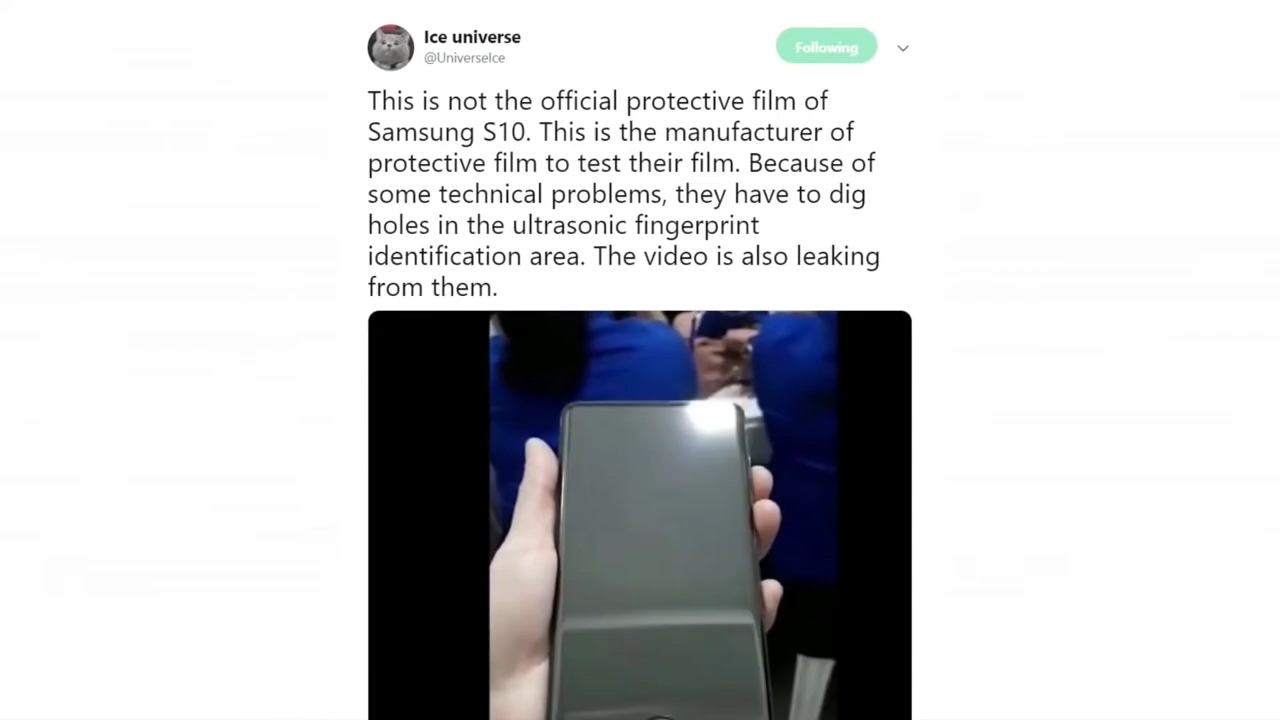 Ice universe
@UniverseIce
Following
This is not the official protective film of
Samsung S10. This is the manufacturer of
protective film to test their film. Because of
some technical problems, they have to dig
holes in the ultrasonic fingerprint
identification area. The video is also leaking
from them.